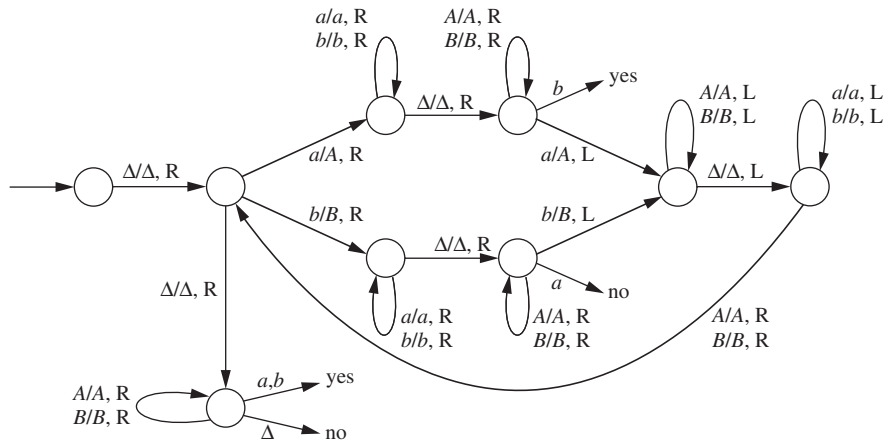 a/a, R
b/b, R
A/A, R
B/B, R
b
yes
Δ/Δ, R
A/A, L
B/B, L
a/a, L
b/b, L
a/A, R
a/A, L
Δ/Δ, R
Δ/Δ, L
b/B, R
b/B, L
Δ/Δ, R
a
no
Δ/Δ, R
a/a, R
b/b, R
A/A, R
B/B, R
A/A, R
B/B, R
A/A, R
B/B, R
a,b
yes
Δ
no